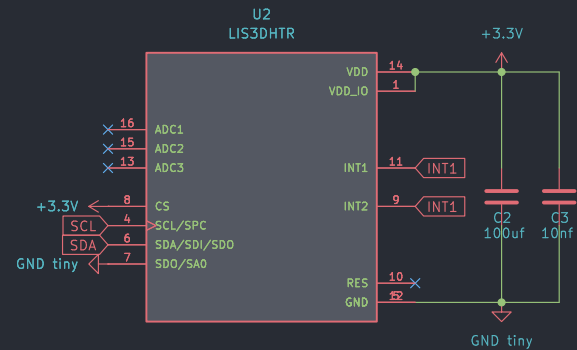 U2
LIS3DHTR
+3.3V
VDD 14
VDD_IO 1
16 ADC1
15 ADC2
13 ADC3
INT1 11 INT1
+3.3V 8 CS
INT2 9 INT1
SCL 4 SCL/SPC
SDA 6 SDA/SDI/SDO
GND tiny 7 SDO/SA0
C2
100uf
C3
10nf
RES 10
GND 12
GND tiny